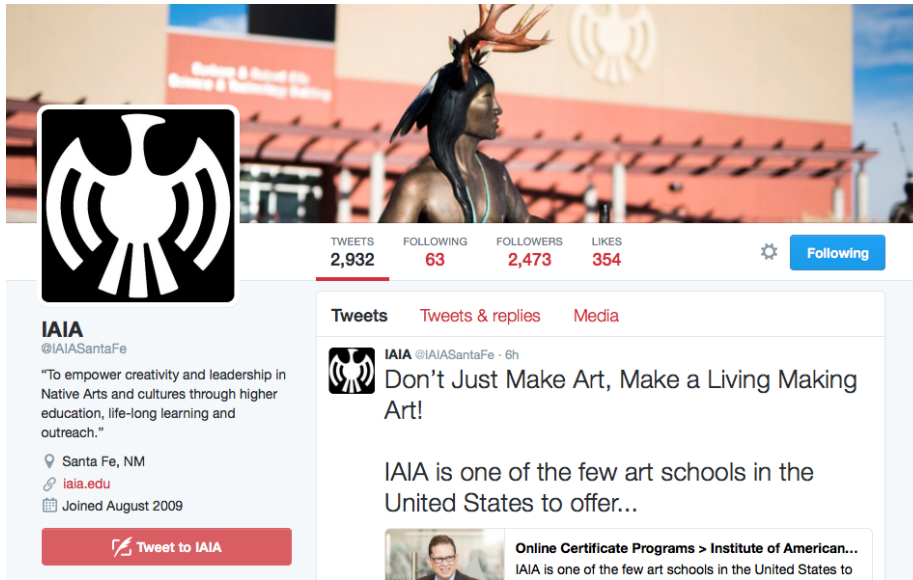 TWEETS FOLLOWING FOLLOWERS LIKES
2,932 63 2,473 354
Following
IAIA
@IAIASantaFe
"To empower creativity and leadership in
Native Arts and cultures through higher
education, life-long learning and
outreach."
Santa Fe, NM
iaia.edu
Joined August 2009
Tweet to IAIA
Tweets Tweets & replies Media
IAIA @IAIASantaFe · 6h
Don't Just Make Art, Make a Living Making
Art!
IAIA is one of the few art schools in the
United States to offer...
Online Certificate Programs > Institute of American...
IAIA is one of the few art schools in the United States to